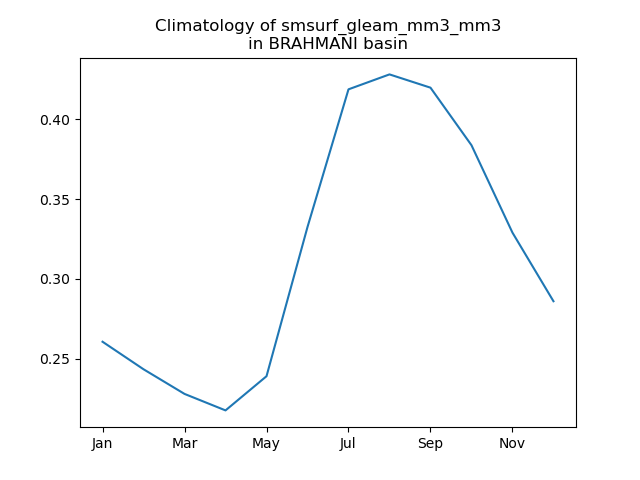 Climatology of smsurf_gleam_mm3_mm3
in BRAHMANI basin
0.40
0.35
0.30
0.25
Jan Mar May Jul Sep Nov